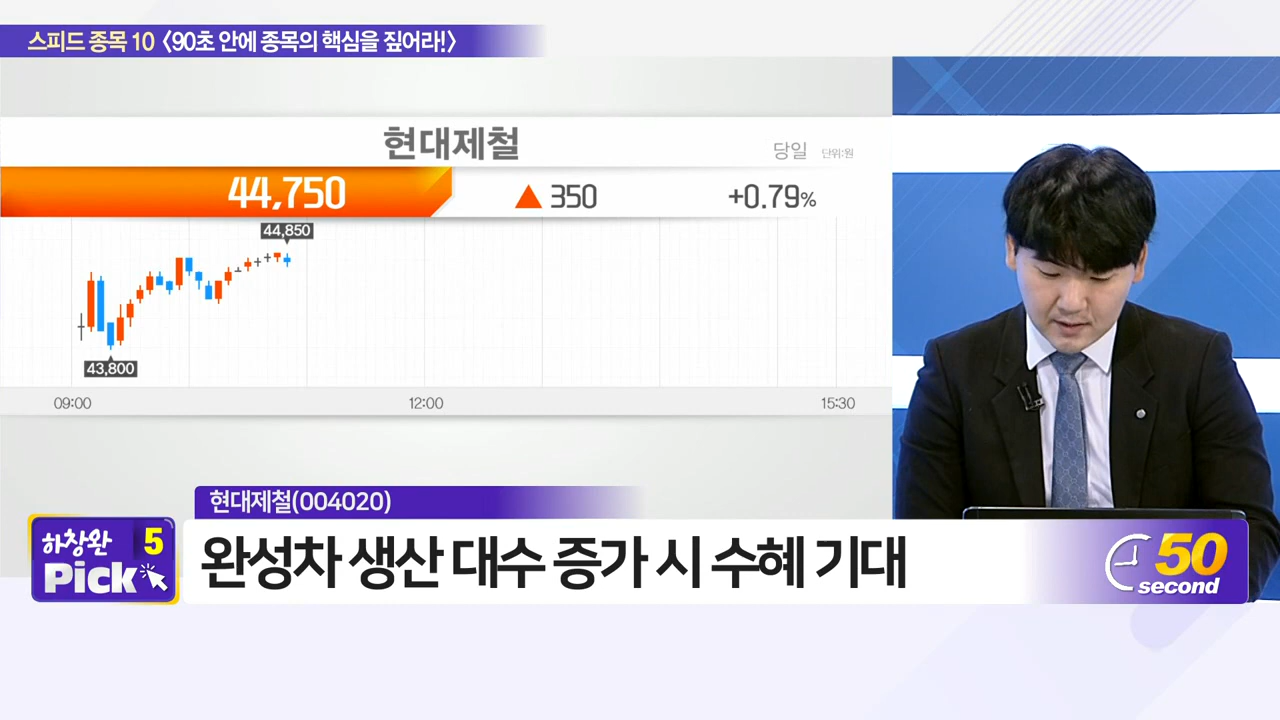 스피드 종목 10 〈90초 안에 종목의 핵심을 짚어라!〉
현대제철
당일 단위:원
44,750 ▲ 350 +0.79%
44,850
43,800
09:00 12:00 15:30
현대제철(004020)
하창완 5
Pick
완성차 생산 대수 증가 시 수혜 기대
50
second